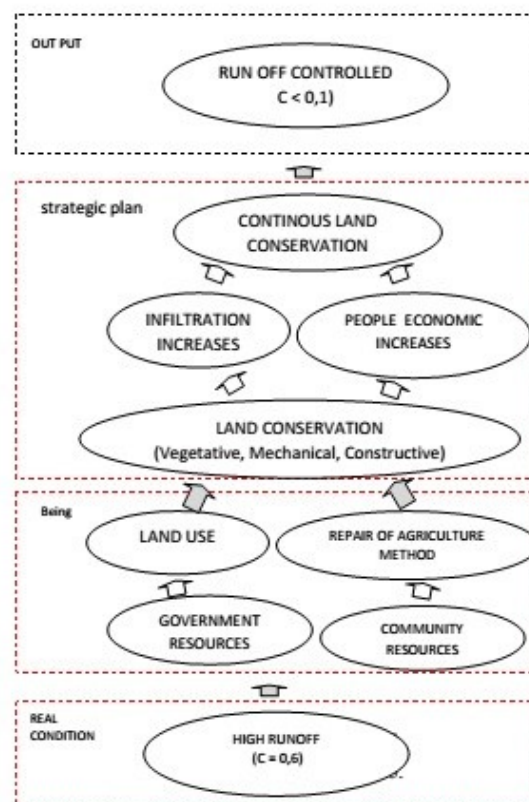 OUT PUT
RUN OFF CONTROLLED
C < 0,1)
strategic plan
CONTINOUS LAND
CONSERVATION
INFILTRATION
INCREASES
PEOPLE ECONOMIC
INCREASES
LAND CONSERVATION
(Vegetative, Mechanical, Constructive)
Being
LAND USE
REPAIR OF AGRICULTURE
METHOD
GOVERNMENT
RESOURCES
COMMUNITY
RESOURCES
REAL
CONDITION
HIGH RUNOFF
(C = 0,6)